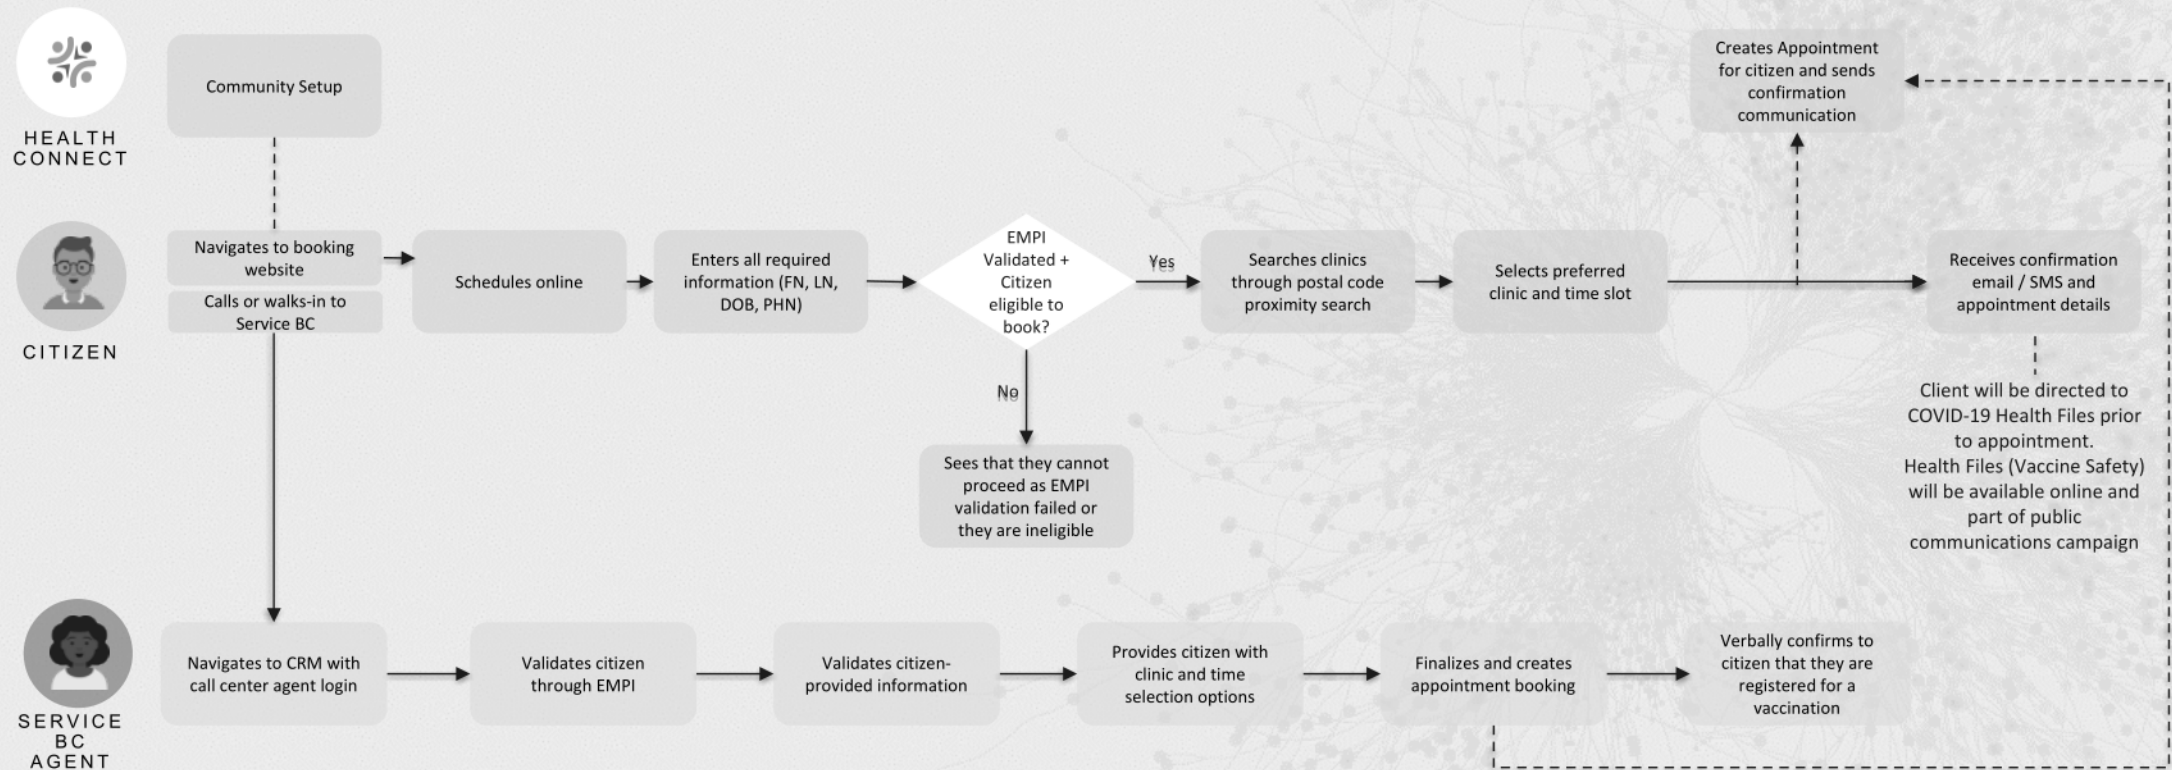 HEALTH
CONNECT
Community Setup
Creates Appointment
for citizen and sends
confirmation
communication
CITIZEN
Navigates to booking
website
Calls or walks-in to
Service BC
Schedules online
Enters all required
information (FN, LN,
DOB, PHN)
EMPI
Validated +
Citizen
eligible to
book?
Yes
No
Searches clinics
through postal code
proximity search
Selects preferred
clinic and time slot
Receives confirmation
email / SMS and
appointment details
Sees that they cannot
proceed as EMPI
validation failed or
they are ineligible
Client will be directed to
COVID-19 Health Files prior
to appointment.
Health Files (Vaccine Safety)
will be available online and
part of public
communications campaign
SERVICE
BC
AGENT
Navigates to CRM with
call center agent login
Validates citizen
through EMPI
Validates citizen-
provided information
Provides citizen with
clinic and time
selection options
Finalizes and creates
appointment booking
Verbally confirms to
citizen that they are
registered for a
vaccination